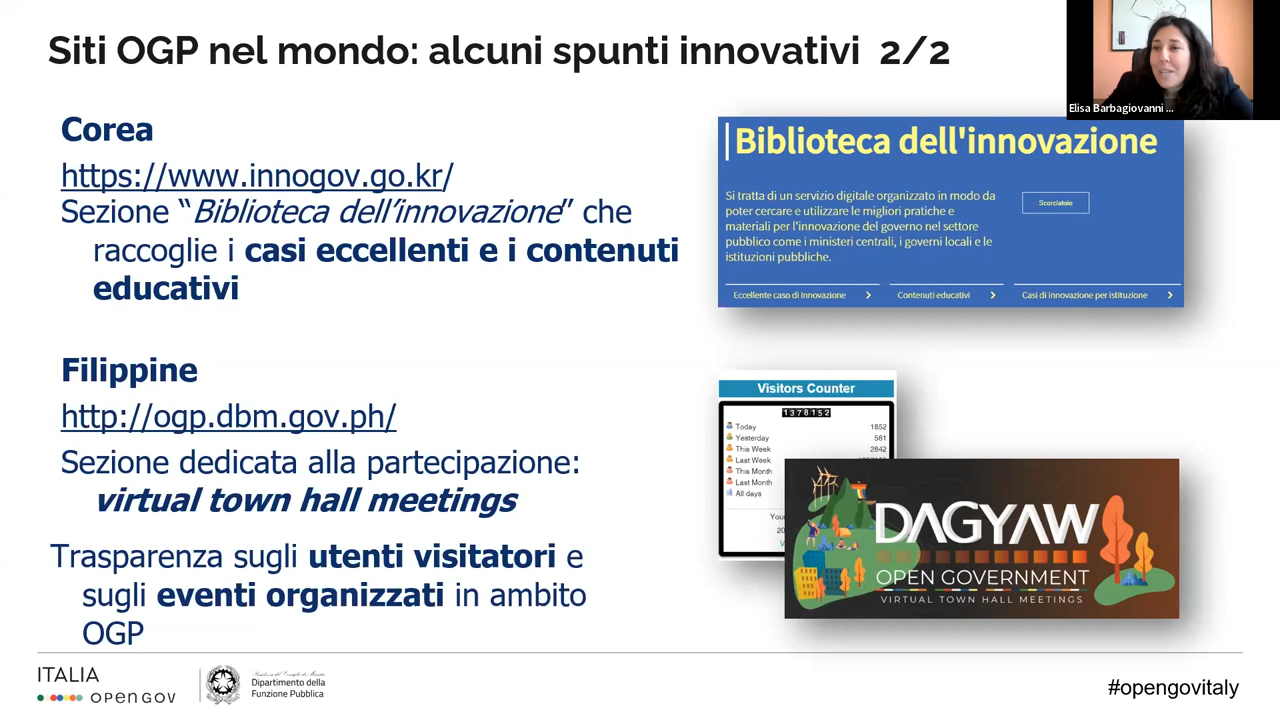 Siti OGP nel mondo: alcuni spunti innovativi 2/2
Elisa Barbagiovanni ...
Corea
https://www.innogov.go.kr/
Sezione “Biblioteca dell’innovazione” che
raccoglie i casi eccellenti e i contenuti
educativi
Biblioteca dell'innovazione
Si tratta di un servizio digitale organizzato in modo da
poter cercare e utilizzare le migliori pratiche e
materiali per l'innovazione del governo nel settore
pubblico come i ministeri centrali, i governi locali e le
istituzioni pubbliche.
Scorciatoie
Eccellente caso di innovazione
Contenuti educativi
Casi di innovazione per istituzione
Filippine
http://ogp.dbm.gov.ph/
Sezione dedicata alla partecipazione:
virtual town hall meetings
Trasparenza sugli utenti visitatori e
sugli eventi organizzati in ambito
OGP
Visitors Counter
1378152
Today 1852
Yesterday 581
This Week 2842
Last Week
This Month
Last Month
All days
DAGYAW
OPEN GOVERNMENT
VIRTUAL TOWN HALL MEETINGS
ITALIA
OPEN GOV
Dipartimento della
Funzione Pubblica
#opengovitaly